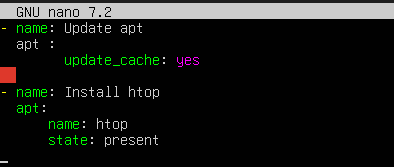 GNU nano 7.2
- name: Update apt
  apt :
        update_cache: yes

- name: Install htop
  apt:
      name: htop
      state: present